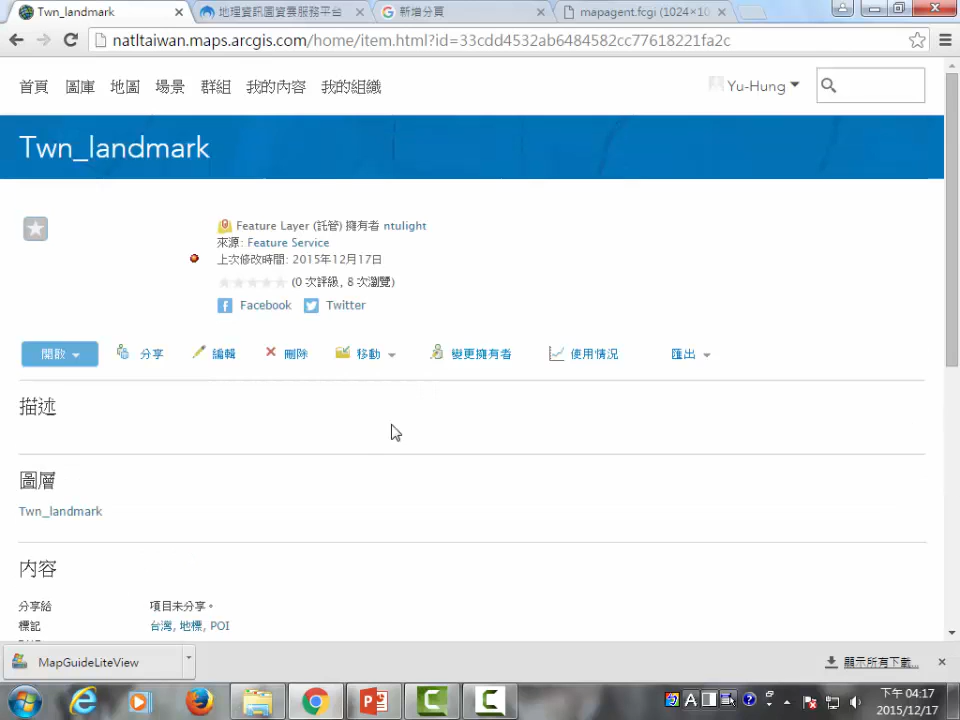 Twn_landmark
地理資訊圖資雲服務平台
新增分頁
mapagent.fcgi (1024×10
natltaiwan.maps.arcgis.com/home/item.html?id=33cdd4532ab6484582cc77618221fa2c
首頁 圖庫 地圖 場景 群組 我的內容 我的組織
Yu-Hung
Twn_landmark
Feature Layer (託管) 擁有者 ntulight
來源: Feature Service
上次修改時間: 2015年12月17日
(0 次評級, 8 次瀏覽)
Facebook Twitter
開啟 分享 編輯 刪除 移動 變更擁有者 使用情況 匯出
描述
圖層
Twn_landmark
內容
分享給 項目未分享。
標記 台灣, 地標, POI
MapGuideLiteView
顯示所有下載...
下午 04:17
2015/12/17